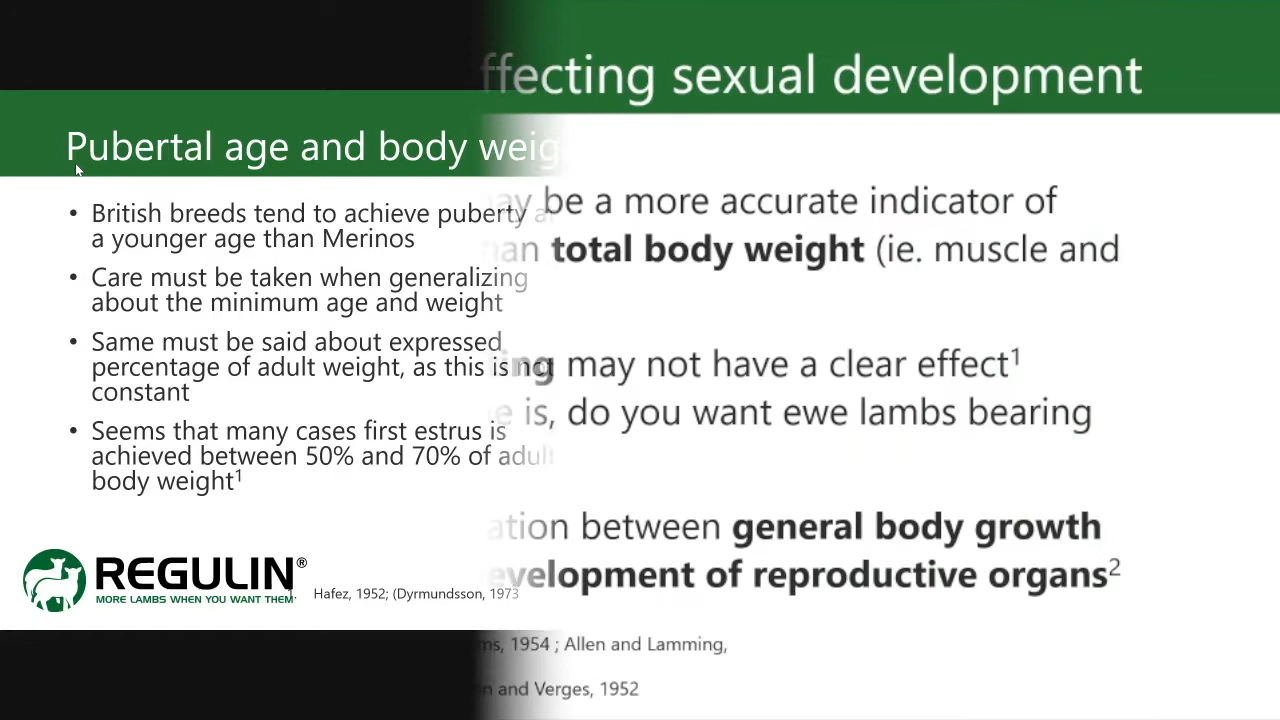 ffecting sexual development
Pubertal age and body weig
• British breeds tend to achieve puberty a
a younger age than Merinos
• Care must be taken when generalizing
about the minimum age and weight
• Same must be said about expressed
percentage of adult weight, as this is
constant
• Seems that many cases first estrus is
achieved between 50% and 70% of adult
body weight¹
REGULIN®
MORE LAMBS WHEN YOU WANT THEM
Hafez, 1952; (Dyrmundsson, 1973
ay be a more accurate indicator of
total body weight (ie. muscle and
may not have a clear effect¹
is, do you want ewe lambs bearing
ation between general body growth
evelopment of reproductive organs²
1954 ; Allen and Lamming,
and Verges, 1952